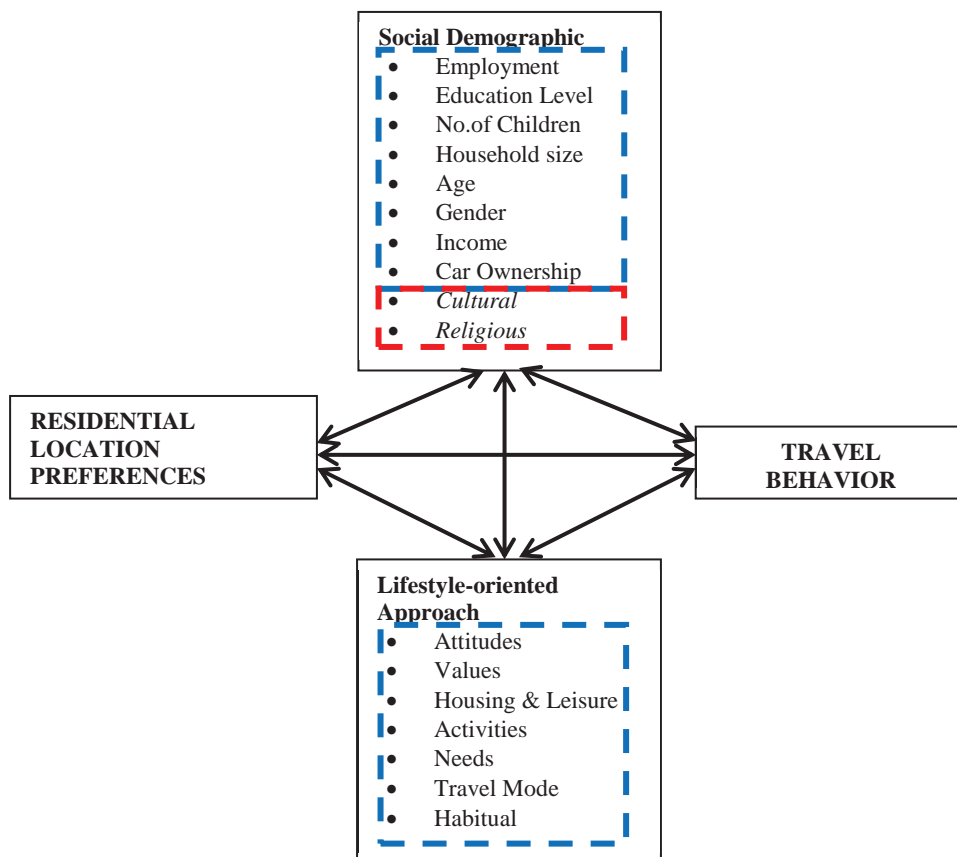 Social Demographic
• Employment
• Education Level
• No.of Children
• Household size
• Age
• Gender
• Income
• Car Ownership
• Cultural
• Religious
RESIDENTIAL
LOCATION
PREFERENCES
TRAVEL
BEHAVIOR
Lifestyle-oriented
Approach
• Attitudes
• Values
• Housing & Leisure
• Activities
• Needs
• Travel Mode
• Habitual